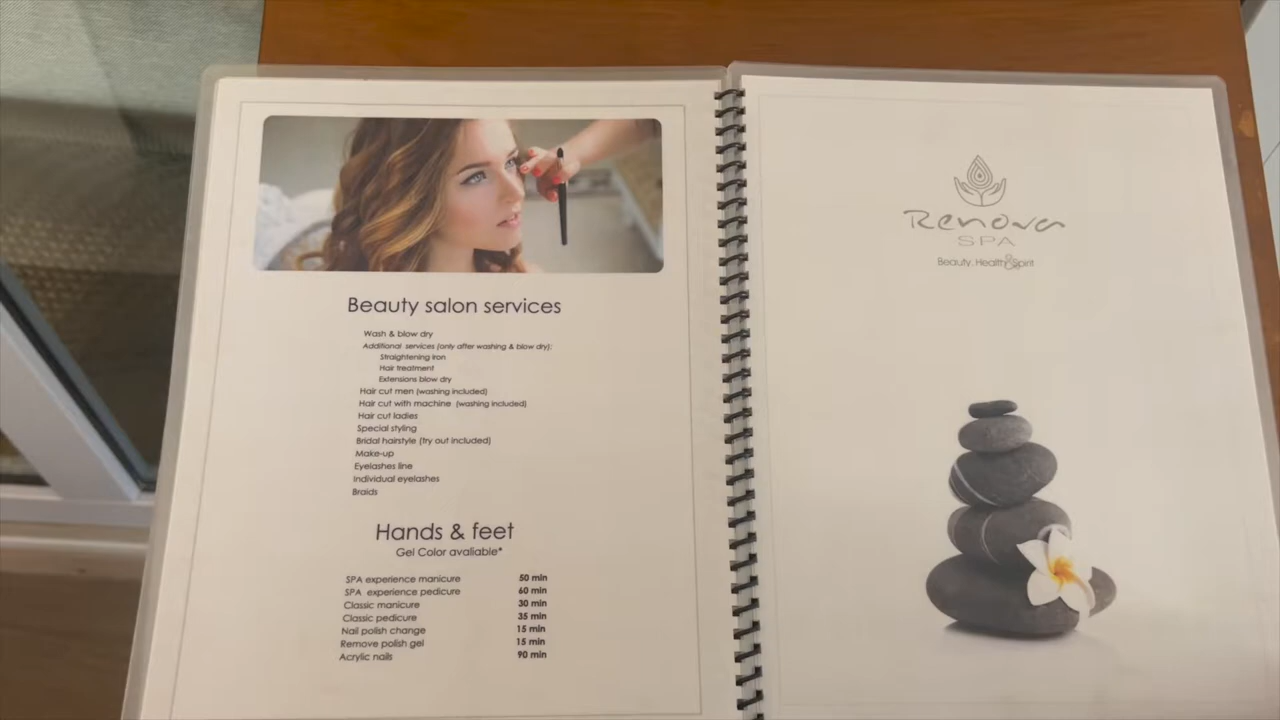 Beauty salon services
Wash & blow dry
Additional services (only after washing & blow dry):
Straightening iron
Hair treatment
Extensions blow dry
Hair cut men (washing included)
Hair cut with machine (washing included)
Hair cut ladies
Special styling
Bridal hairstyle (try out included)
Make-up
Eyelashes line
Individual eyelashes
Braids
Hands & feet
Gel Color avaliable*
SPA experience manicure 50 min
SPA experience pedicure 60 min
Classic manicure 30 min
Classic pedicure 35 min
Nail polish change 15 min
Remove polish gel 15 min
Acrylic nails 90 min
Renova
SPA
Beauty. Health & Spirit